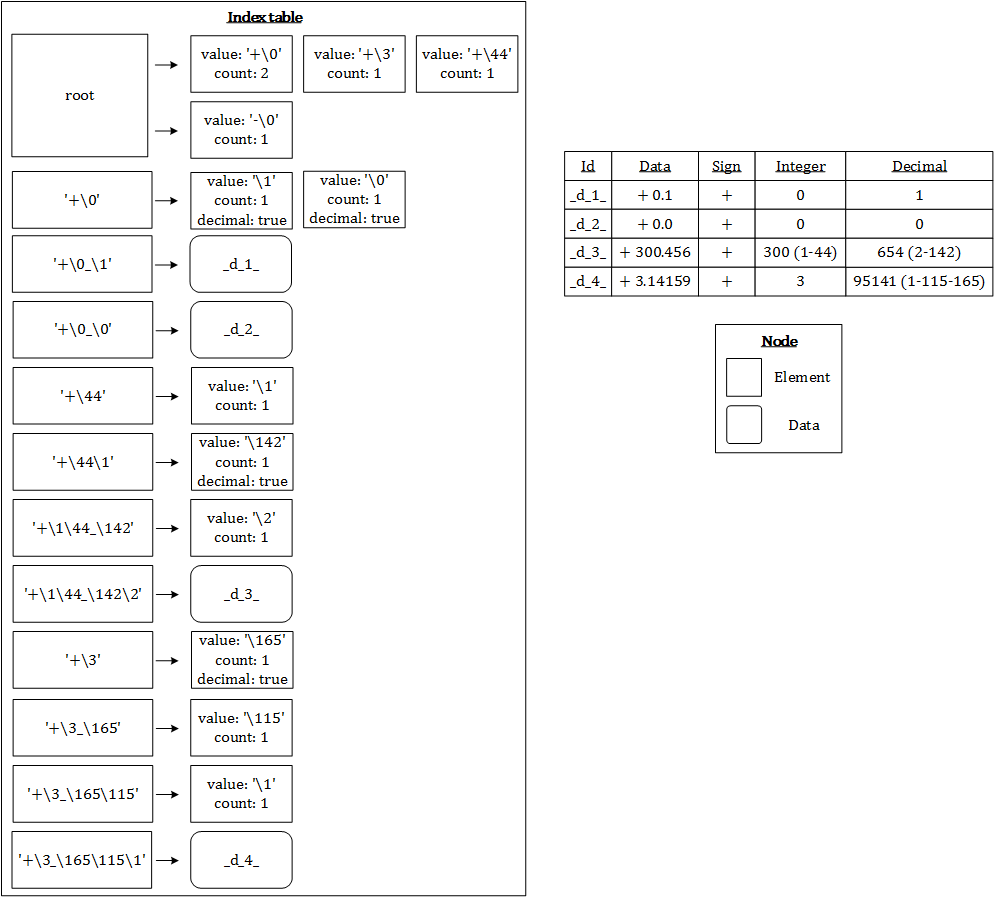 Index table
root
value: '+\0'
count: 2
value: '+\3'
count: 1
value: '+\44'
count: 1
value: '-\0'
count: 1
'+\0'
value: '\1'
count: 1
decimal: true
value: '\0'
count: 1
decimal: true
'+\0_\1'
_d_1_
'+\0_\0'
_d_2_
'+\44'
value: '\1'
count: 1
'+\44\1'
value: '\142'
count: 1
decimal: true
'+\1\44_\142'
value: '\2'
count: 1
'+\1\44_\142\2'
_d_3_
'+\3'
value: '\165'
count: 1
decimal: true
'+\3_\165'
value: '\115'
count: 1
'+\3_\165\115'
value: '\1'
count: 1
'+\3_\165\115\1'
_d_4_
Id Data Sign Integer Decimal
_d_1_ + 0.1 + 0 1
_d_2_ + 0.0 + 0 0
_d_3_ + 300.456 + 300 (1-44) 654 (2-142)
_d_4_ + 3.14159 + 3 95141 (1-115-165)
Node
Element
Data